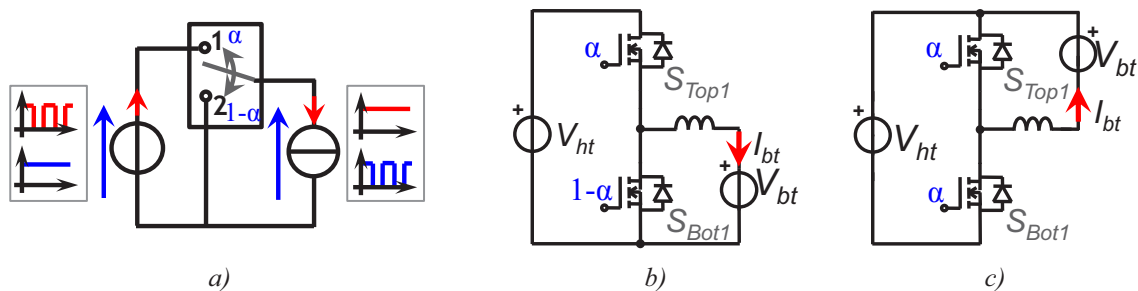 1 α
2
1-α
a)
α
S_Top1
+
V_ht
I_bt
+
V_bt
1-α
S_Bot1
b)
α
S_Top1
+
V_bt
I_bt
+
V_ht
α
S_Bot1
c)